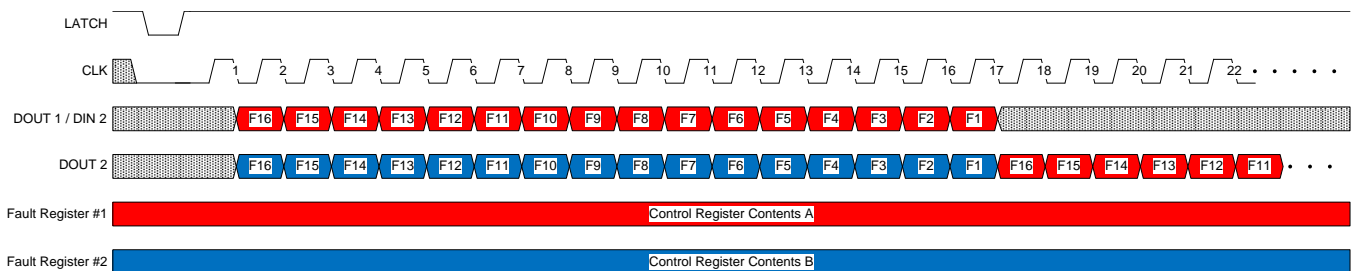 LATCH
CLK 1 2 3 4 5 6 7 8 9 10 11 12 13 14 15 16 17 18 19 20 21 22 . . . . .
DOUT 1 / DIN 2 F16 F15 F14 F13 F12 F11 F10 F9 F8 F7 F6 F5 F4 F3 F2 F1
DOUT 2 F16 F15 F14 F13 F12 F11 F10 F9 F8 F7 F6 F5 F4 F3 F2 F1 F16 F15 F14 F13 F12 F11 . . .
Fault Register #1 Control Register Contents A
Fault Register #2 Control Register Contents B